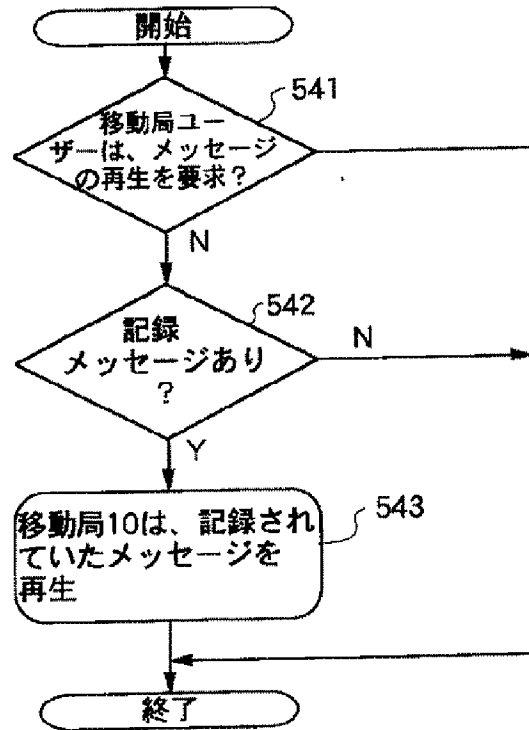 開始
541
移動局ユー
ザーは、メッセージ
の再生を要求？
N
542
記録
メッセージあり
？
N
Y
543
移動局10は、記録され
ていたメッセージを
再生
終了